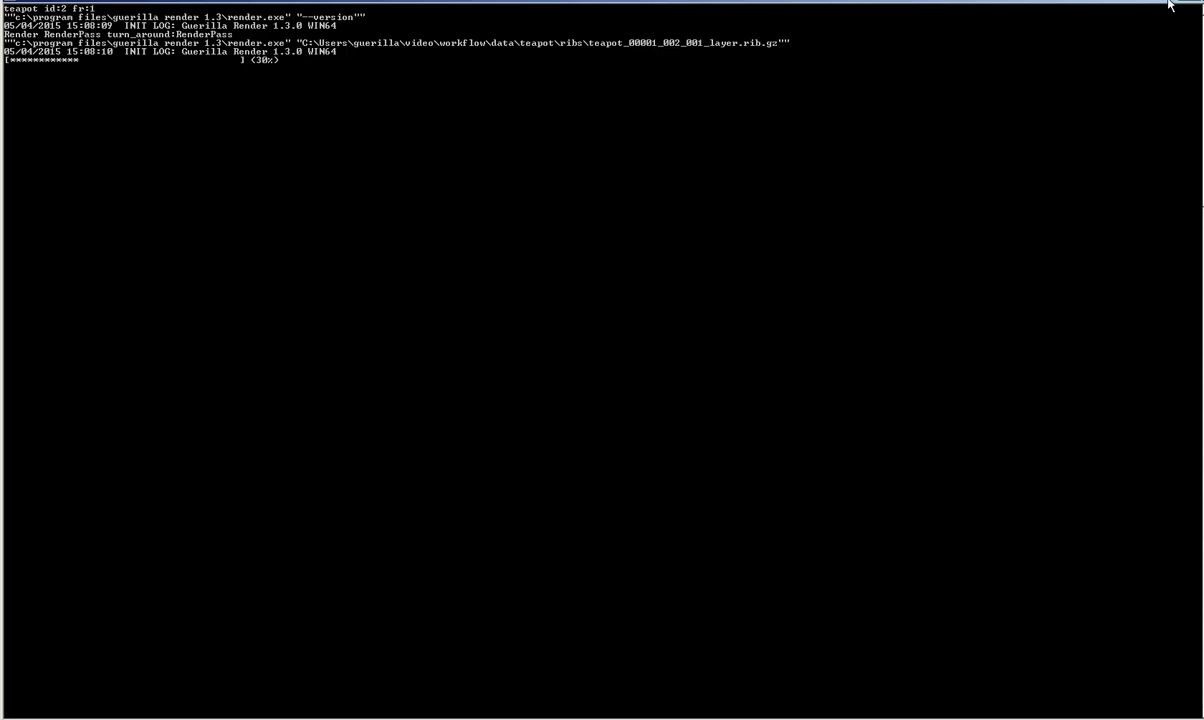 teapot id:2 fr:1
""c:\program files\guerilla render 1.3\render.exe" "--version""
05/04/2015 15:08:09  INIT LOG: Guerilla Render 1.3.0 WIN64
Render RenderPass turn_around:RenderPass
""c:\program files\guerilla render 1.3\render.exe" "C:\Users\guerilla\video\workflow\data\teapot\ribs\teapot_00001_002_001_layer.rib.gz""
05/04/2015 15:08:10  INIT LOG: Guerilla Render 1.3.0 WIN64
[************                            ] (30%)